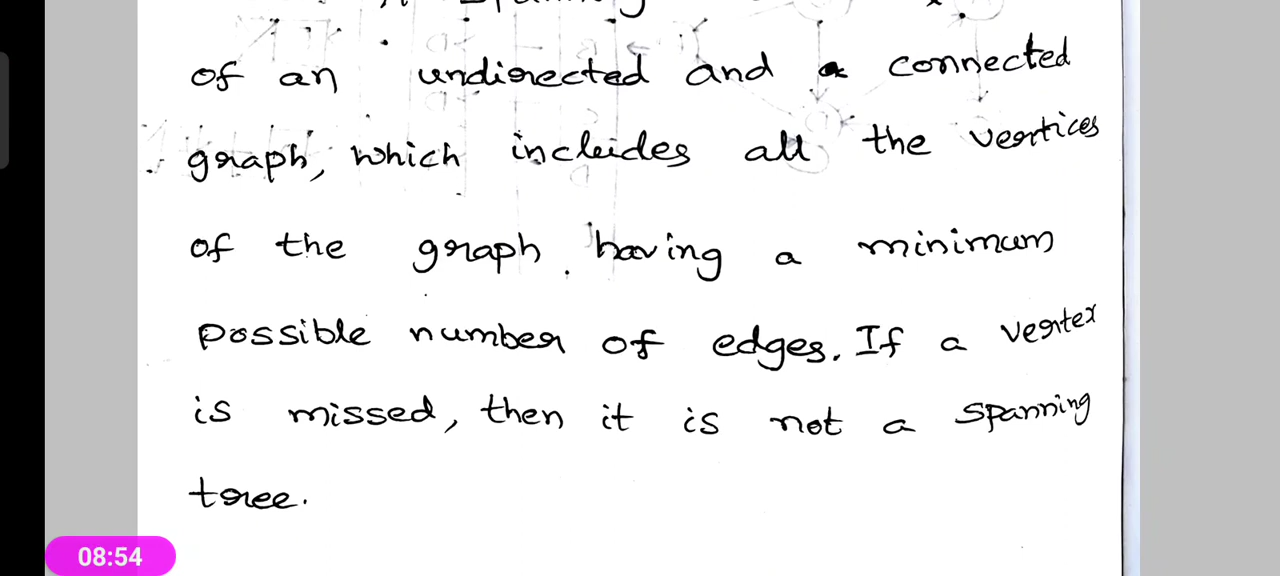 of an undirected and a connected
graph, which includes all the vertices
of the graph having a minimum
possible number of edges. If a vertex
is missed, then it is not a spanning
tree.
08:54